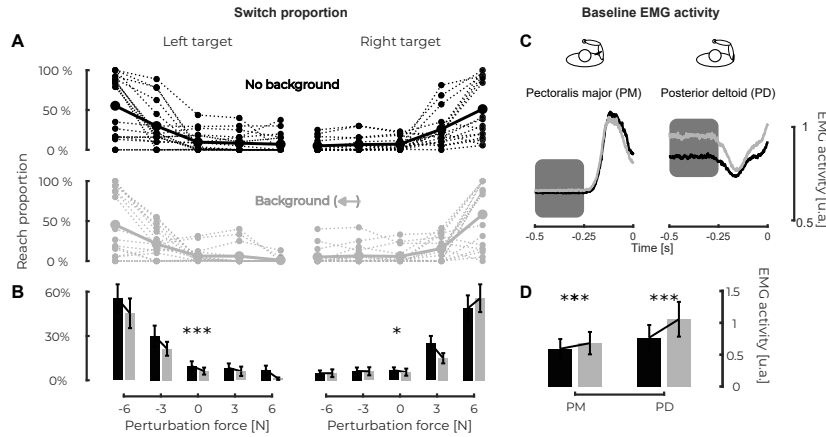 Switch proportion
Baseline EMG activity
A
Left target
Right target
C
100 %
No background
50 %
0 %
Pectoralis major (PM)
Posterior deltoid (PD)
1
0.5
EMG activity [u.a]
Reach proportion
100 %
Background (
)
50 %
0 %
-0.5
-0.25
0
-0.5
-0.25
0
Time [s]
B
60%
***
*
30%
0%
-6
-3
0
3
6
-6
-3
0
3
6
Perturbation force [N]
Perturbation force [N]
D
***
***
1.5
1
0.5
0
EMG activity [u.a.]
PM
PD